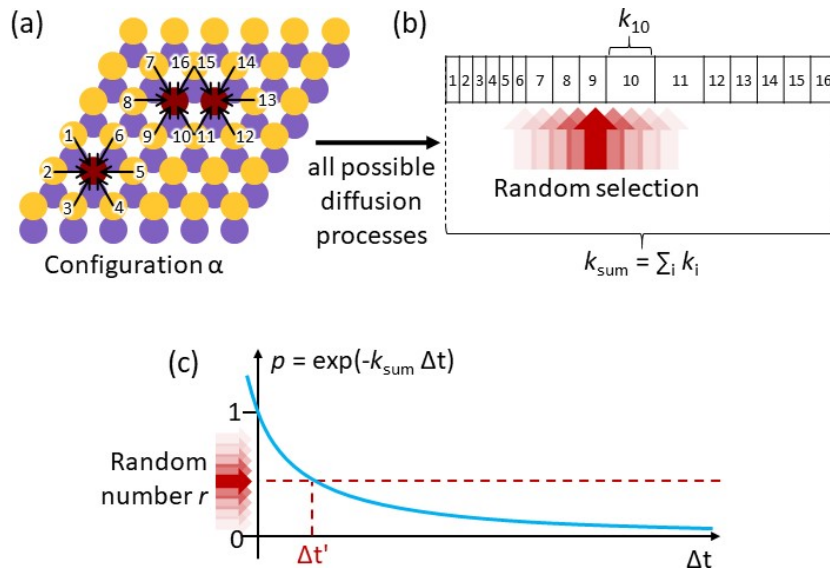 (a)
7 16 15 14
8 13
9 10 11 12
1 6
2 5
3 4
Configuration α
all possible
diffusion
processes
(b)
k10
1 2 3 4 5 6 7 8 9 10 11 12 13 14 15 16
Random selection
ksum = ∑i ki
(c)
p = exp(-ksum Δt)
1
Random
number r
0
Δt'
Δt